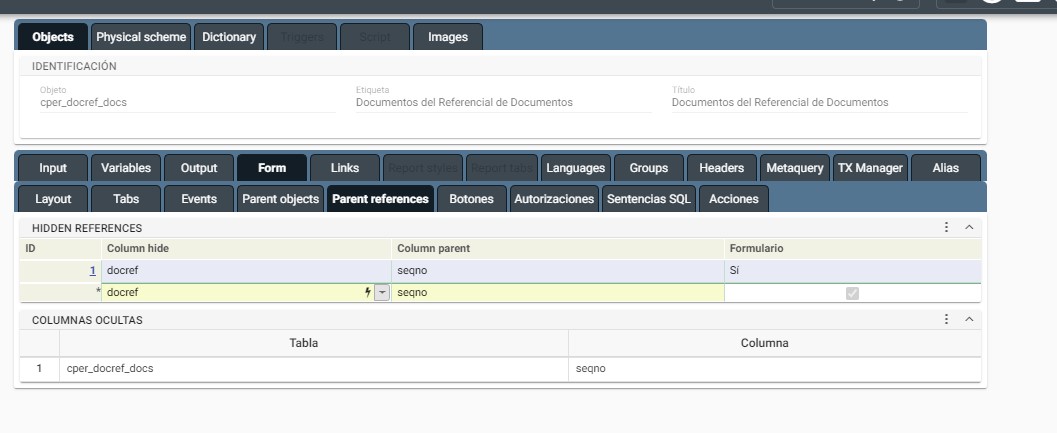 Objects Physical scheme Dictionary Triggers Script Images
IDENTIFICACIÓN
Objeto Etiqueta Título
cper_docref_docs Documentos del Referencial de Documentos Documentos del Referencial de Documentos
Input Variables Output Form Links Report styles Report tabs Languages Groups Headers Metaquery TX Manager Alias
Layout Tabs Events Parent objects Parent references Botones Autorizaciones Sentencias SQL Acciones
HIDDEN REFERENCES
ID Column hide Column parent Formulario
1 docref seqno Sí
* docref seqno
COLUMNAS OCULTAS
Tabla Columna
1 cper_docref_docs seqno